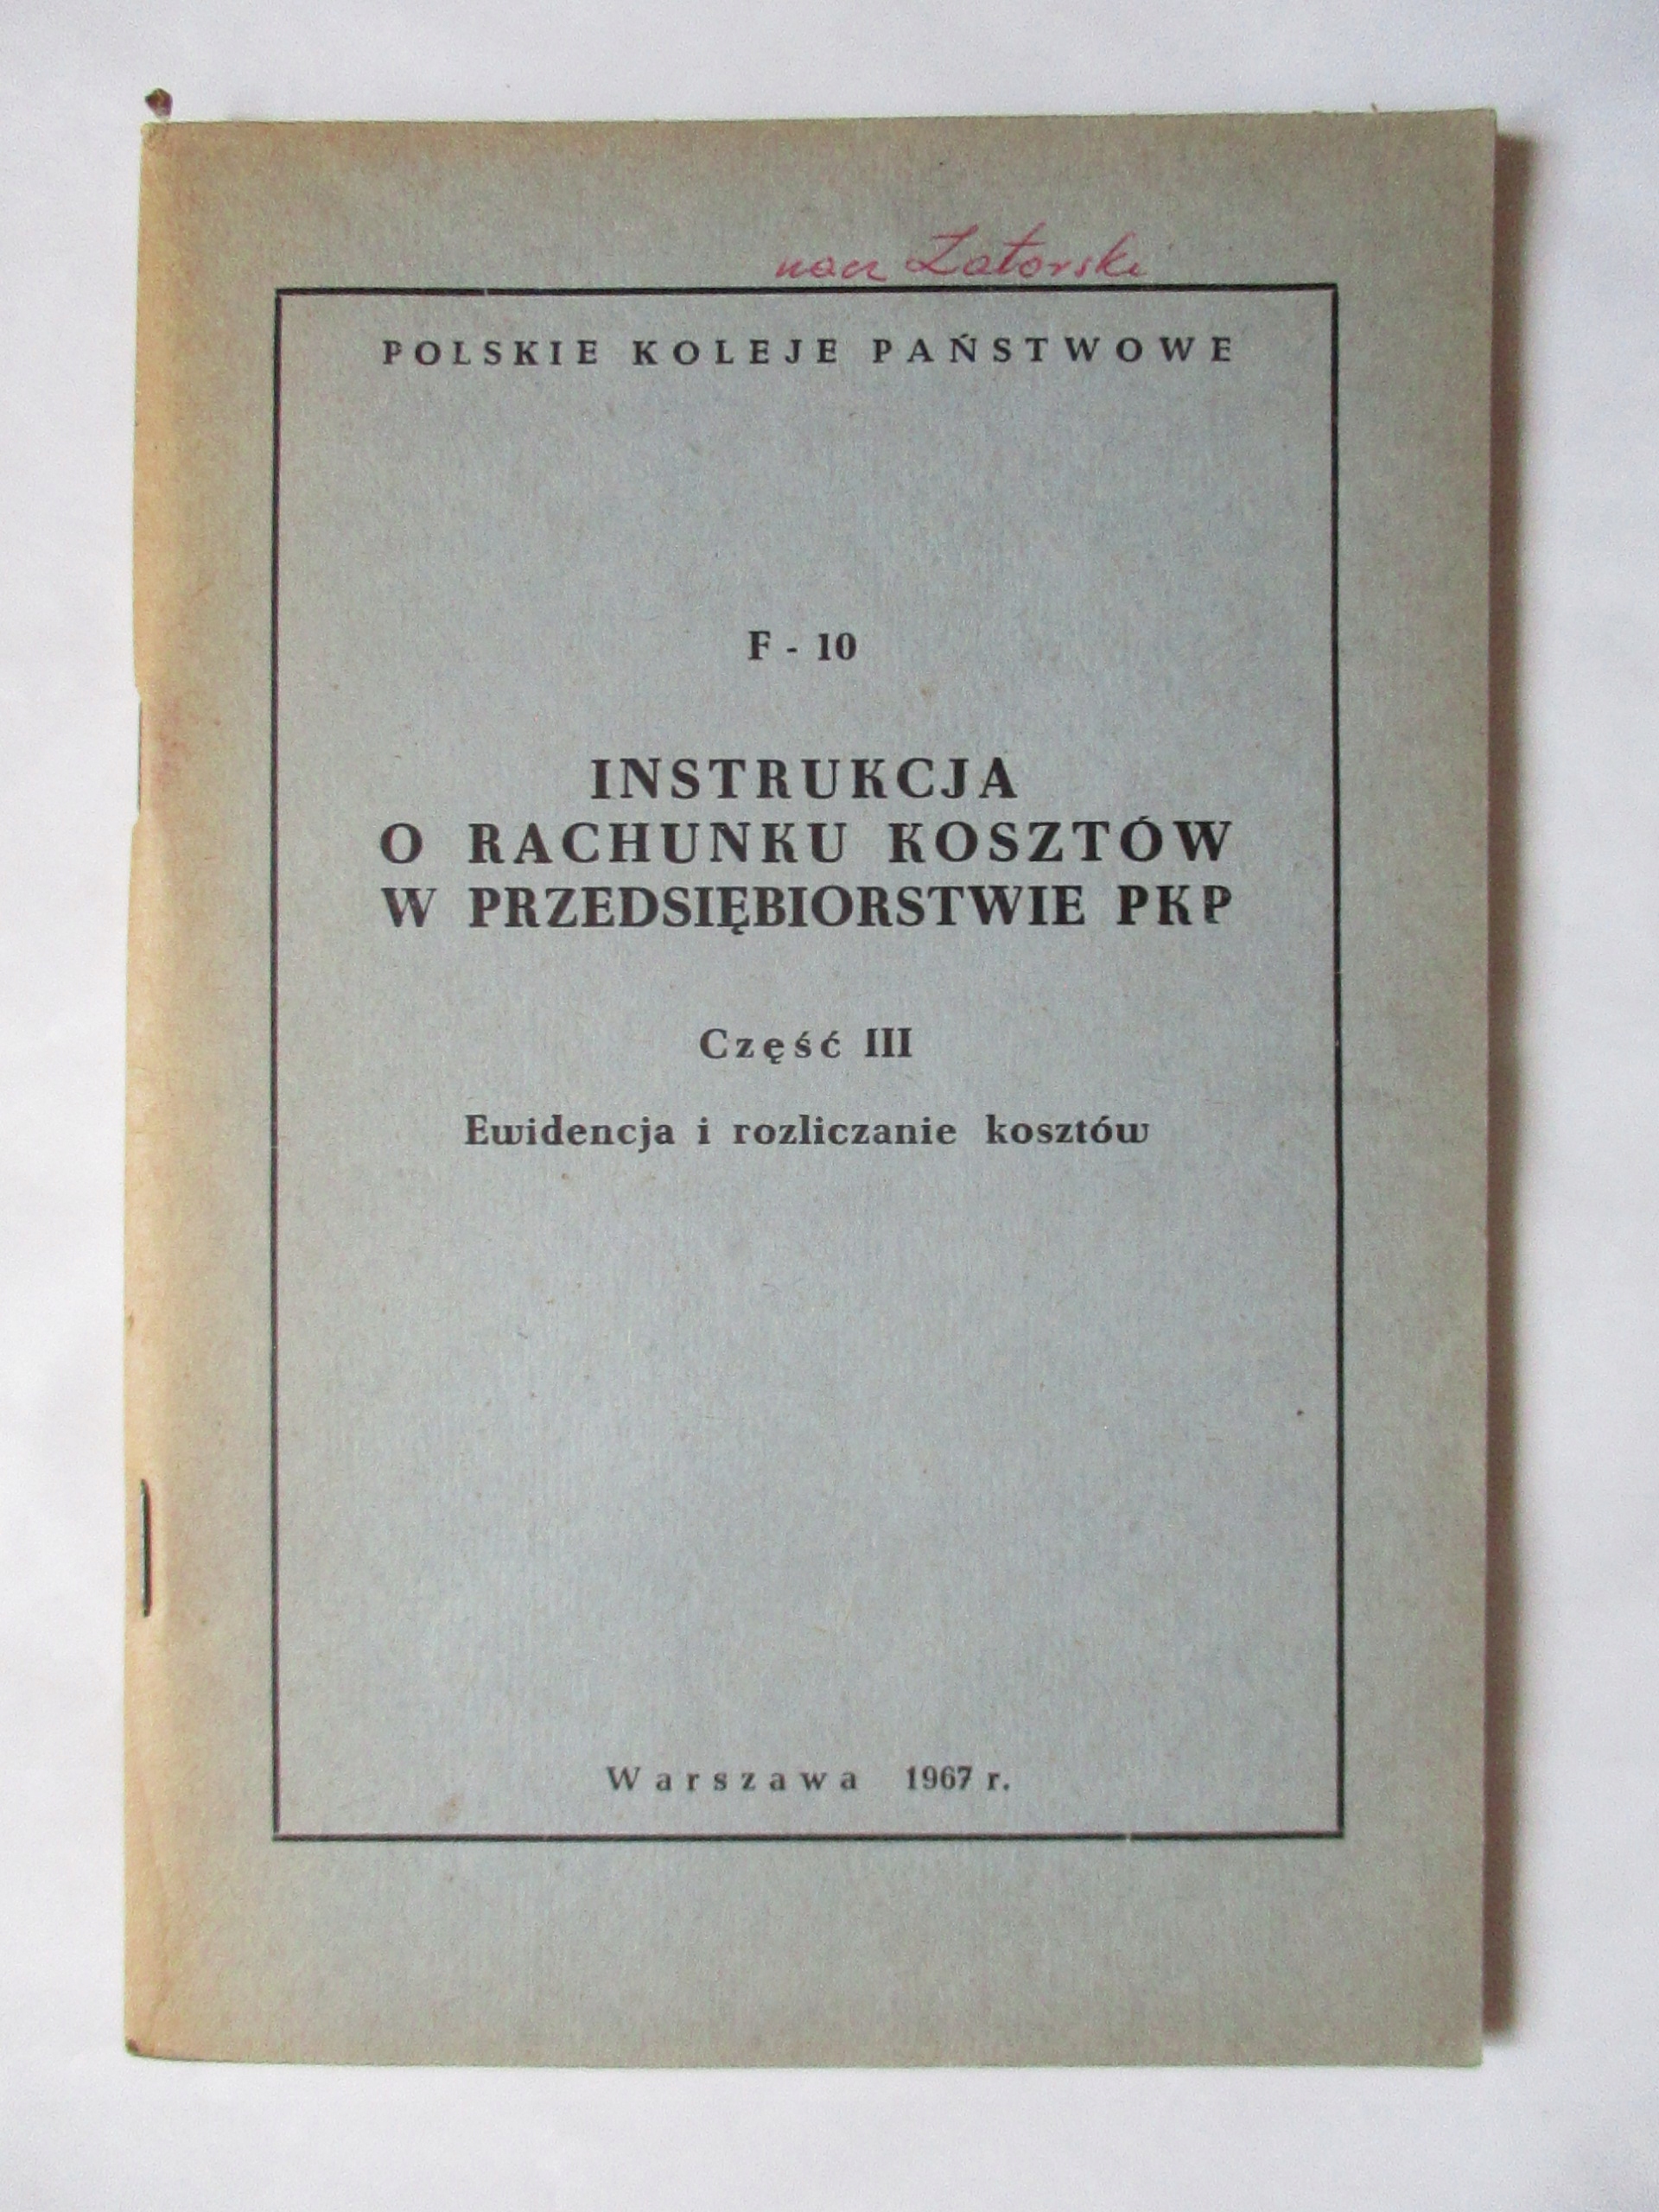 nacz Zatorski
POLSKIE KOLEJE PAŃSTWOWE
F - 10
INSTRUKCJA
O RACHUNKU KOSZTÓW
W PRZEDSIĘBIORSTWIE PKP
Część III
Ewidencja i rozliczanie kosztów
Warszawa 1967 r.